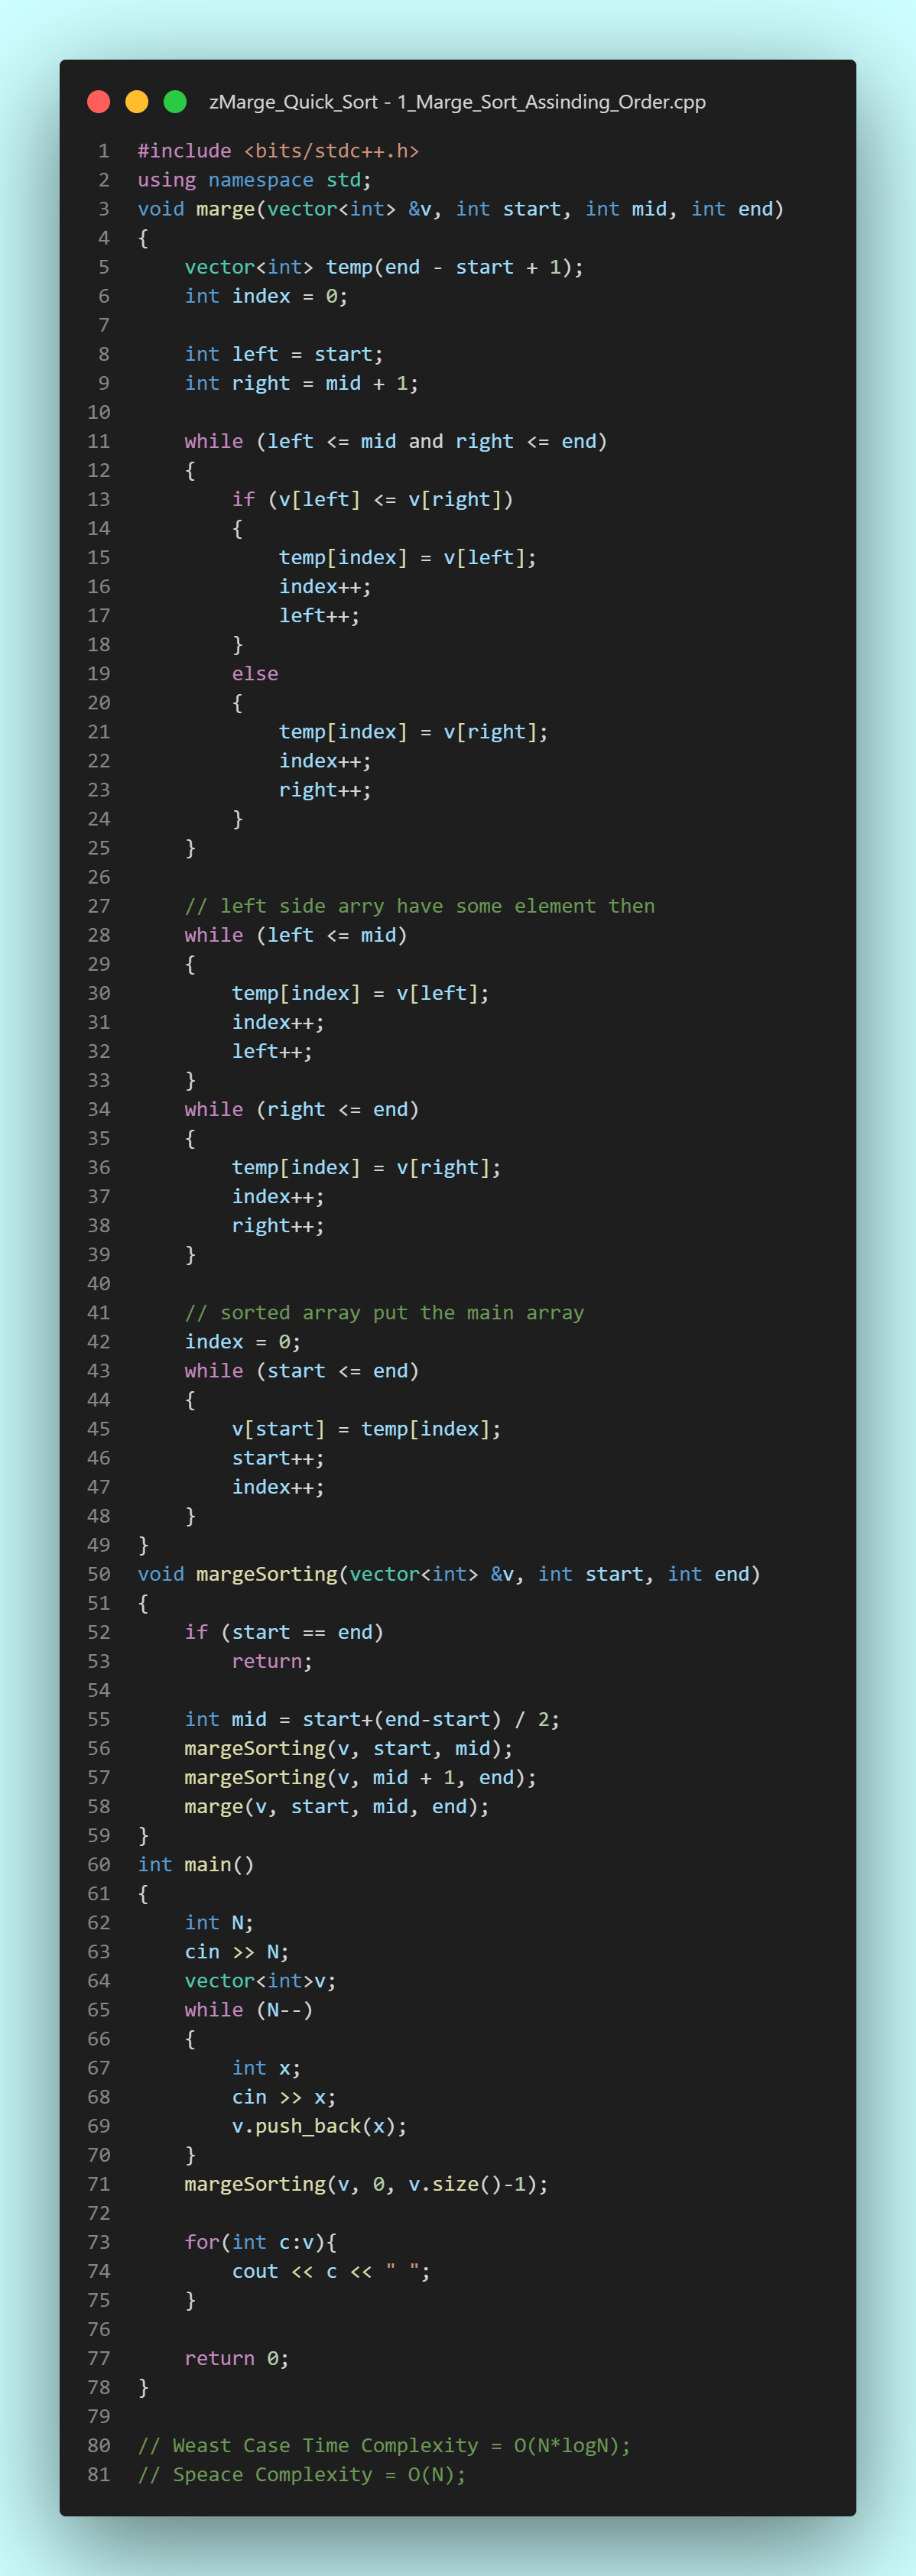 zMarge_Quick_Sort - 1_Marge_Sort_Assinding_Order.cpp
1 #include <bits/stdc++.h>
2 using namespace std;
3 void marge(vector<int> &v, int start, int mid, int end)
4 {
5     vector<int> temp(end - start + 1);
6     int index = 0;
7
8     int left = start;
9     int right = mid + 1;
10
11     while (left <= mid and right <= end)
12     {
13         if (v[left] <= v[right])
14         {
15             temp[index] = v[left];
16             index++;
17             left++;
18         }
19         else
20         {
21             temp[index] = v[right];
22             index++;
23             right++;
24         }
25     }
26
27     // left side arry have some element then
28     while (left <= mid)
29     {
30         temp[index] = v[left];
31         index++;
32         left++;
33     }
34     while (right <= end)
35     {
36         temp[index] = v[right];
37         index++;
38         right++;
39     }
40
41     // sorted array put the main array
42     index = 0;
43     while (start <= end)
44     {
45         v[start] = temp[index];
46         start++;
47         index++;
48     }
49 }
50 void margeSorting(vector<int> &v, int start, int end)
51 {
52     if (start == end)
53         return;
54
55     int mid = start+(end-start) / 2;
56     margeSorting(v, start, mid);
57     margeSorting(v, mid + 1, end);
58     marge(v, start, mid, end);
59 }
60 int main()
61 {
62     int N;
63     cin >> N;
64     vector<int>v;
65     while (N--)
66     {
67         int x;
68         cin >> x;
69         v.push_back(x);
70     }
71     margeSorting(v, 0, v.size()-1);
72
73     for(int c:v){
74         cout << c << " ";
75     }
76
77     return 0;
78 }
79
80 // Weast Case Time Complexity = O(N*logN);
81 // Speace Complexity = O(N);